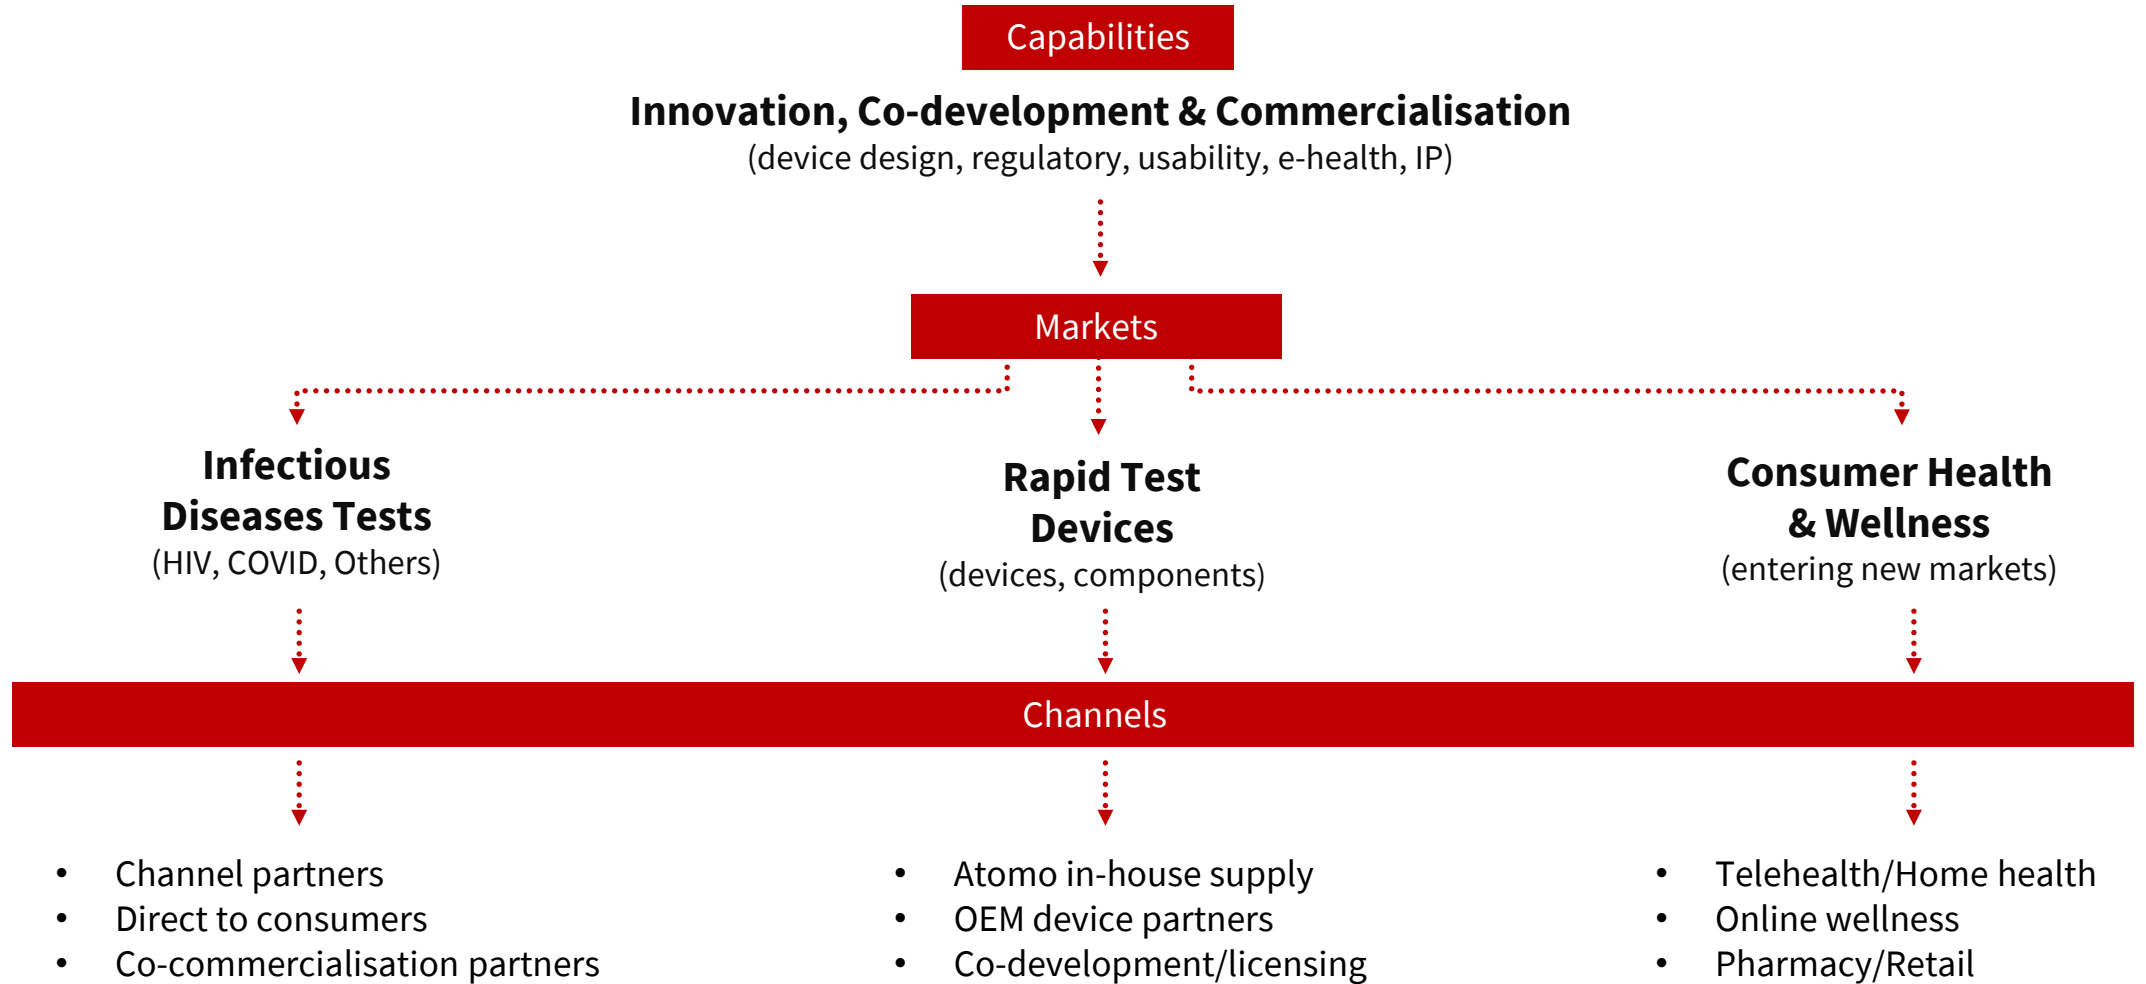 Capabilities
Innovation, Co-development & Commercialisation
(device design, regulatory, usability, e-health, IP)
Markets
Infectious
Diseases Tests
(HIV, COVID, Others)
Rapid Test
Devices
(devices, components)
Consumer Health
& Wellness
(entering new markets)
Channels
• Channel partners
• Direct to consumers
• Co-commercialisation partners
• Atomo in-house supply
• OEM device partners
• Co-development/licensing
• Telehealth/Home health
• Online wellness
• Pharmacy/Retail